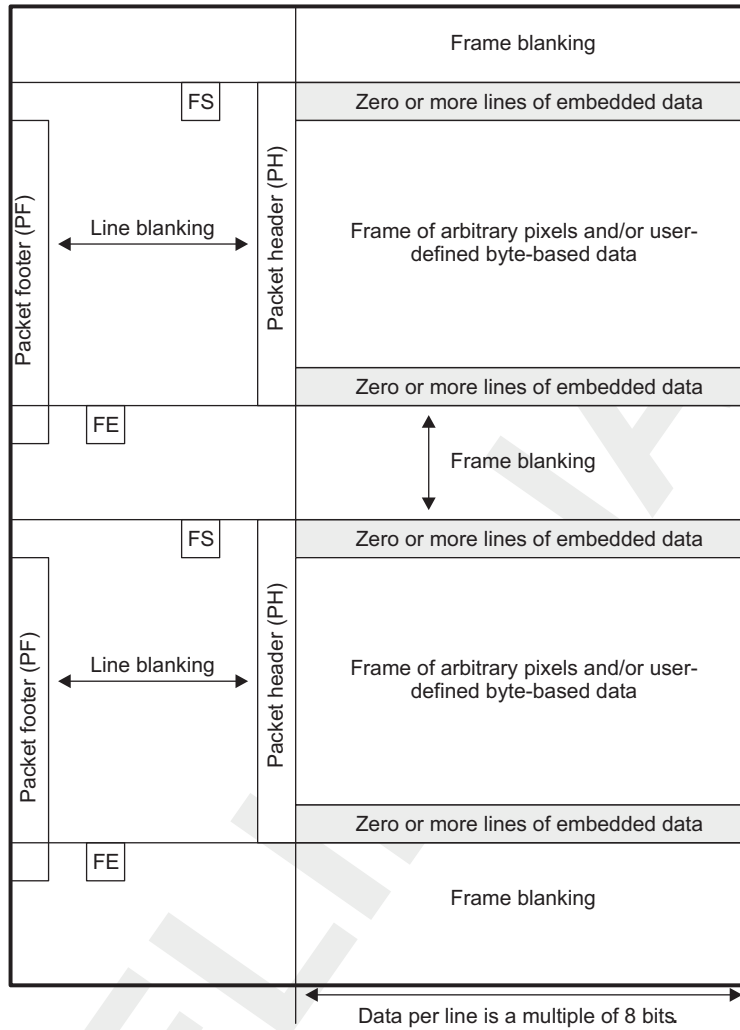 Frame blanking
FS
Zero or more lines of embedded data
Packet footer (PF)
Line blanking
Packet header (PH)
Frame of arbitrary pixels and/or user-
defined byte-based data
Zero or more lines of embedded data
FE
Frame blanking
FS
Zero or more lines of embedded data
Packet footer (PF)
Line blanking
Packet header (PH)
Frame of arbitrary pixels and/or user-
defined byte-based data
Zero or more lines of embedded data
FE
Frame blanking
Data per line is a multiple of 8 bits.